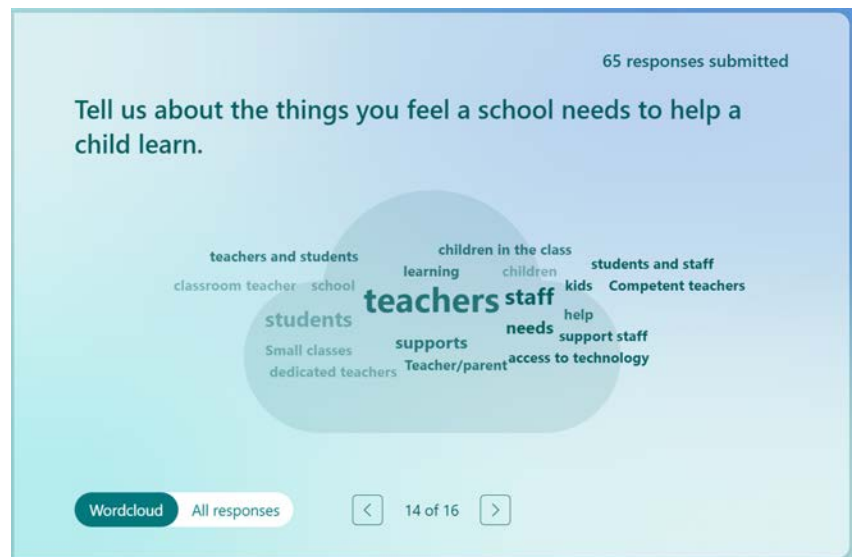 65 responses submitted
Tell us about the things you feel a school needs to help a
child learn.
teachers and students
children in the class
students and staff
learning
children
classroom teacher
school
kids
Competent teachers
teachers
staff
help
students
needs
support staff
supports
Small classes
access to technology
Teacher/parent
dedicated teachers
Wordcloud
All responses
14 of 16